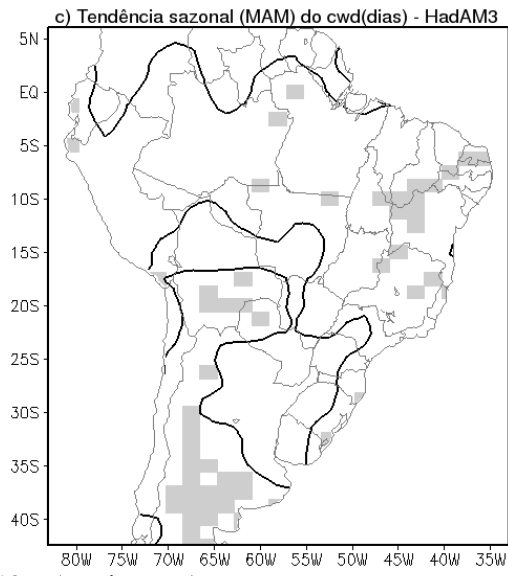 c) Tendência sazonal (MAM) do cwd(dias) - HadAM3
5N
EQ
5S
10S
15S
20S
25S
30S
35S
40S
80W 75W 70W 65W 60W 55W 50W 45W 40W 35W